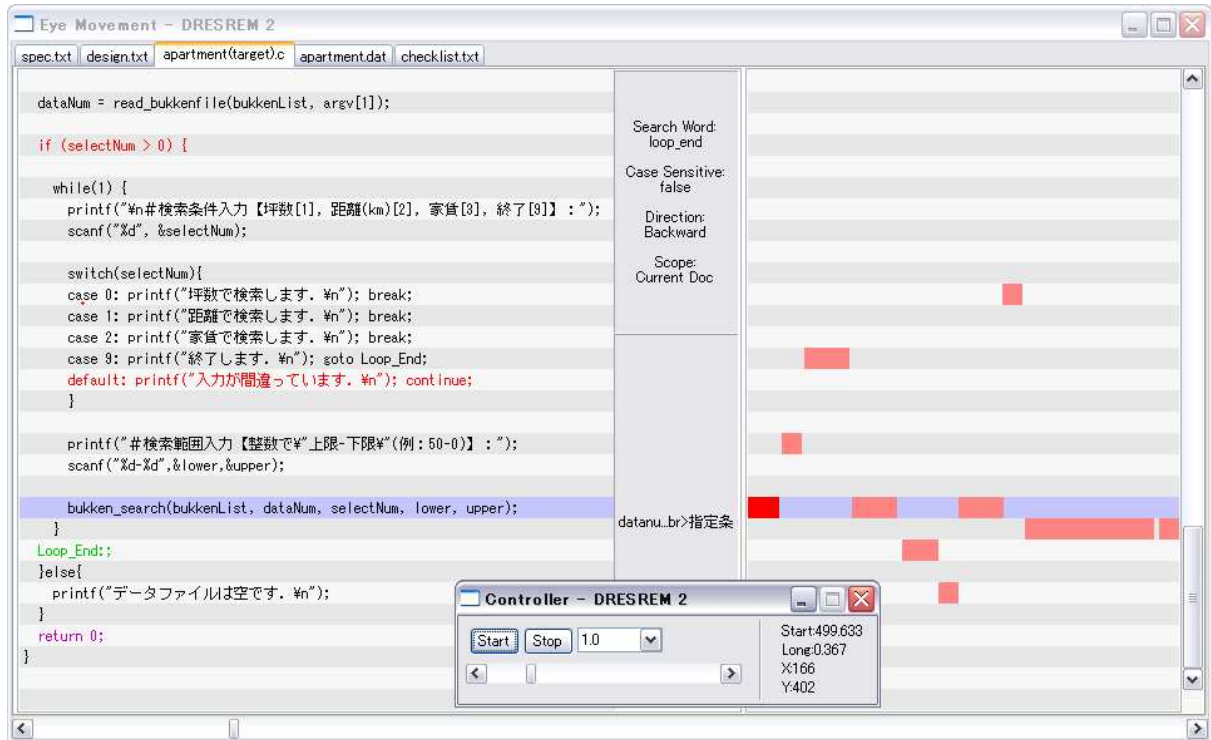 Eye Movement - DRESREM 2
spec.txt design.txt apartment(target).c apartment.dat checklist.txt
dataNum = read_bukkenfile(bukkenList, argv[1]);
if (selectNum > 0) {
while(1) {
printf("¥n#検索条件入力【坪数[1], 距離(km)[2], 家賃[3], 終了[9]】:");
scanf("%d", &selectNum);
switch(selectNum){
case 0: printf("坪数で検索します. ¥n"); break;
case 1: printf("距離で検索します. ¥n"); break;
case 2: printf("家賃で検索します. ¥n"); break;
case 9: printf("終了します. ¥n"); goto Loop_End;
default: printf("入力が間違っています. ¥n"); continue;
}
printf("#検索範囲入力【整数で¥"上限-下限¥"(例:50-0)】:");
scanf("%d-%d",&lower,&upper);
bukken_search(bukkenList, dataNum, selectNum, lower, upper);
}
Loop_End:;
}else{
printf("データファイルは空です. ¥n");
}
return 0;
}
Search Word:
loop_end
Case Sensitive:
false
Direction:
Backward
Scope:
Current Doc
datanu...br>指定条
Controller - DRESREM 2
Start Stop 1.0
Start:499.633
Long:0.367
X:166
Y:402